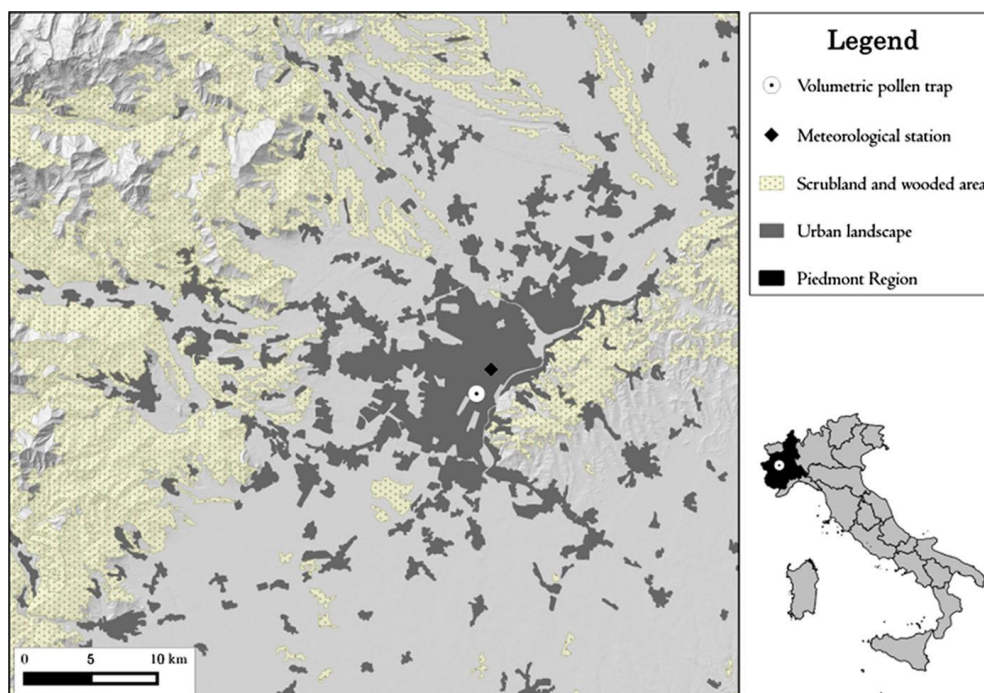 Legend
Volumetric pollen trap
Meteorological station
Scrubland and wooded area
Urban landscape
Piedmont Region
0 5 10 km